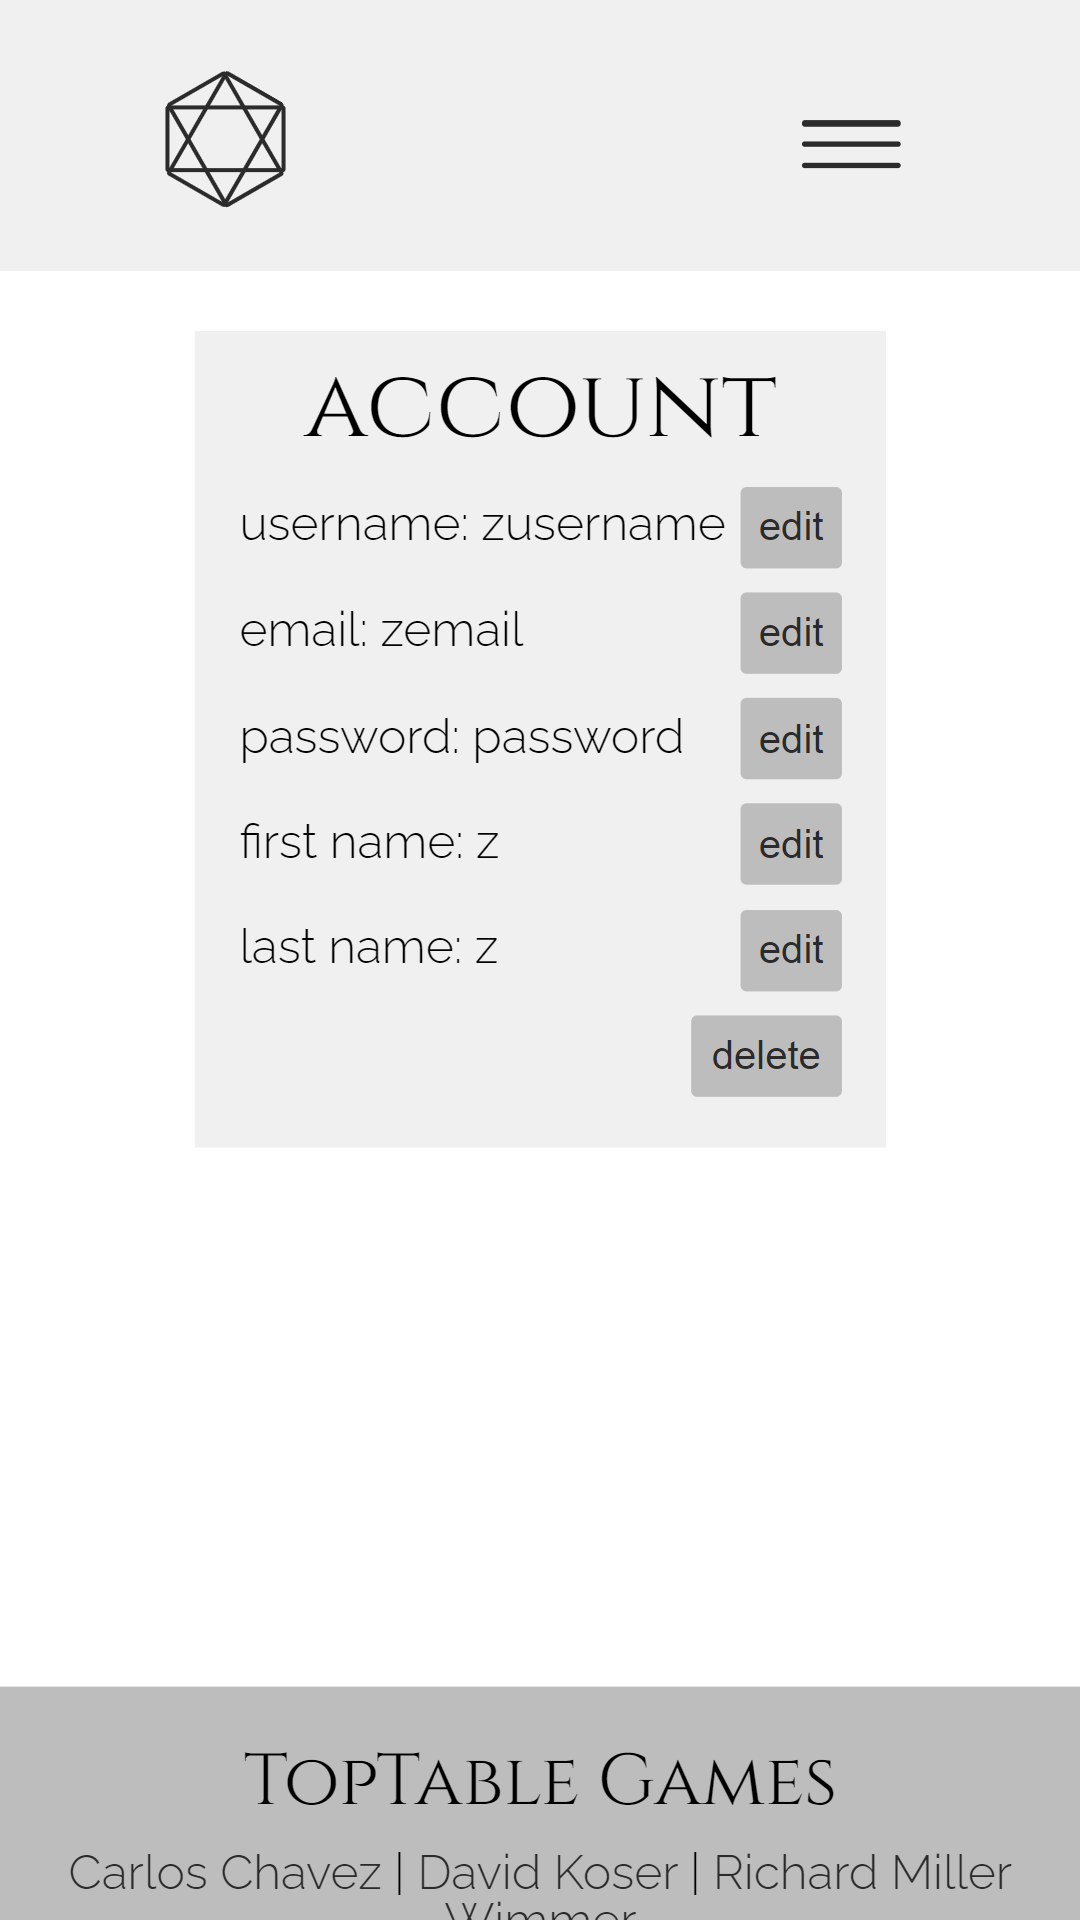 ACCOUNT
username: zusername edit
email: zemail edit
password: password edit
first name: z edit
last name: z edit
delete
TopTable Games
Carlos Chavez | David Koser | Richard Miller
Wimmer